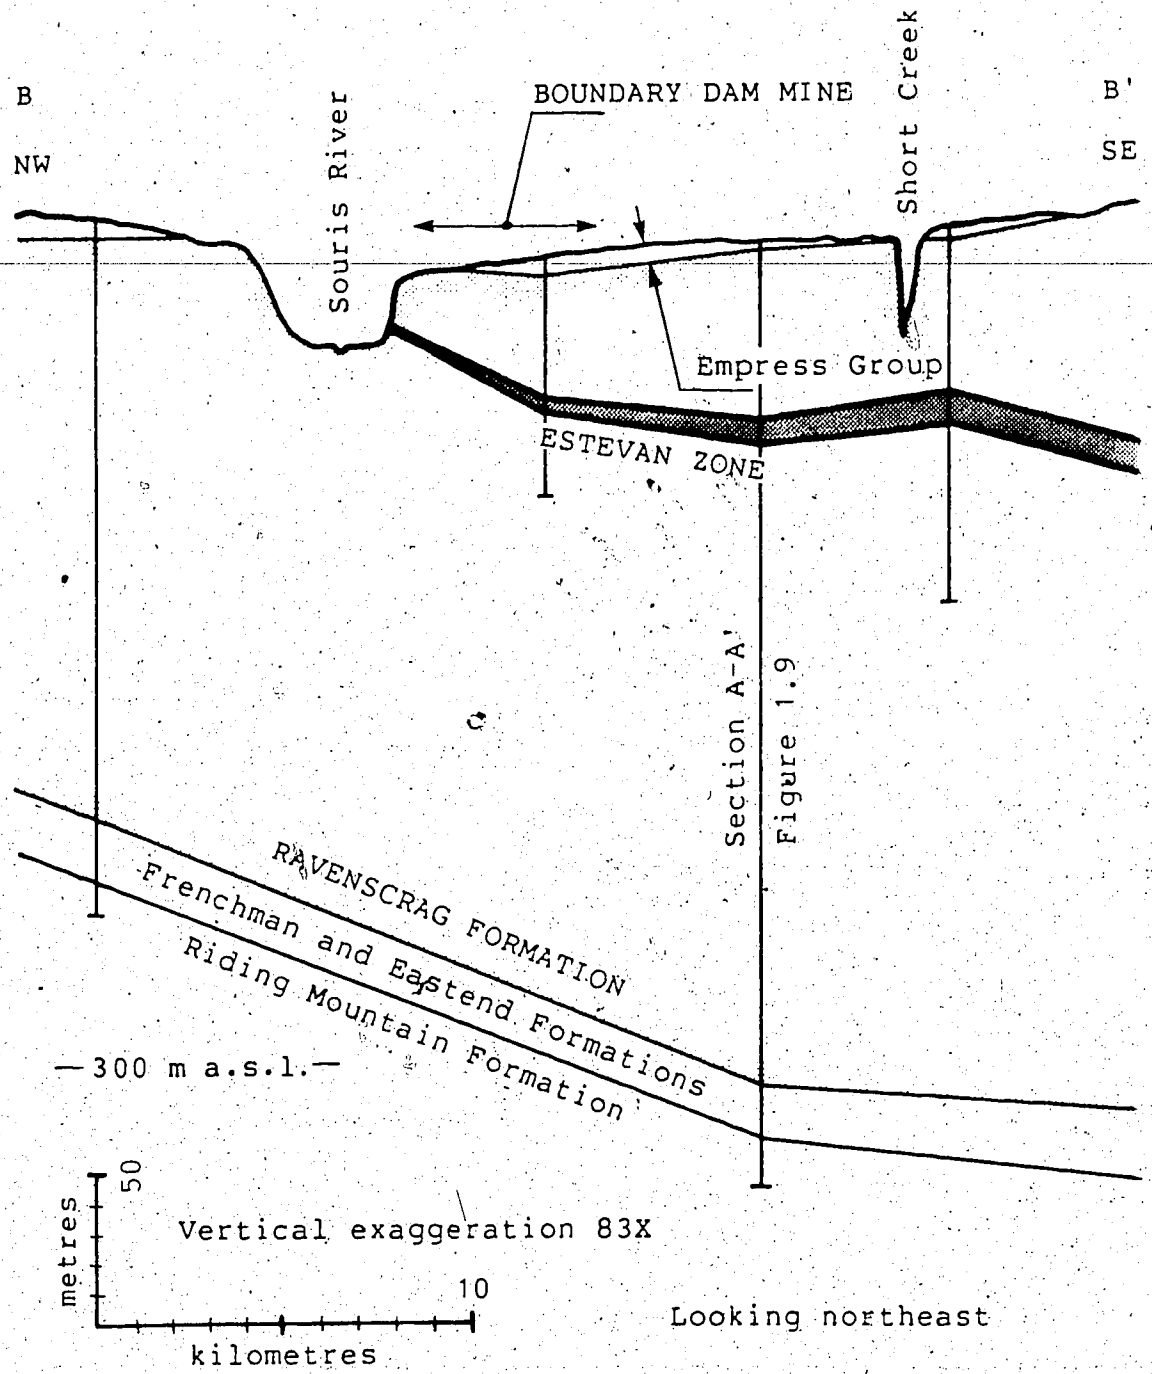 B
B'
NW
SE
Souris River
BOUNDARY DAM MINE
Short Creek
Empress Group
ESTEVAN ZONE
Section A-A'
Figure 1.9
RAVENSCRAG FORMATION
Frenchman and Eastend Formations
Riding Mountain Formation
—300 m a.s.l.—
50
metres
Vertical exaggeration 83X
10
kilometres
Looking northeast